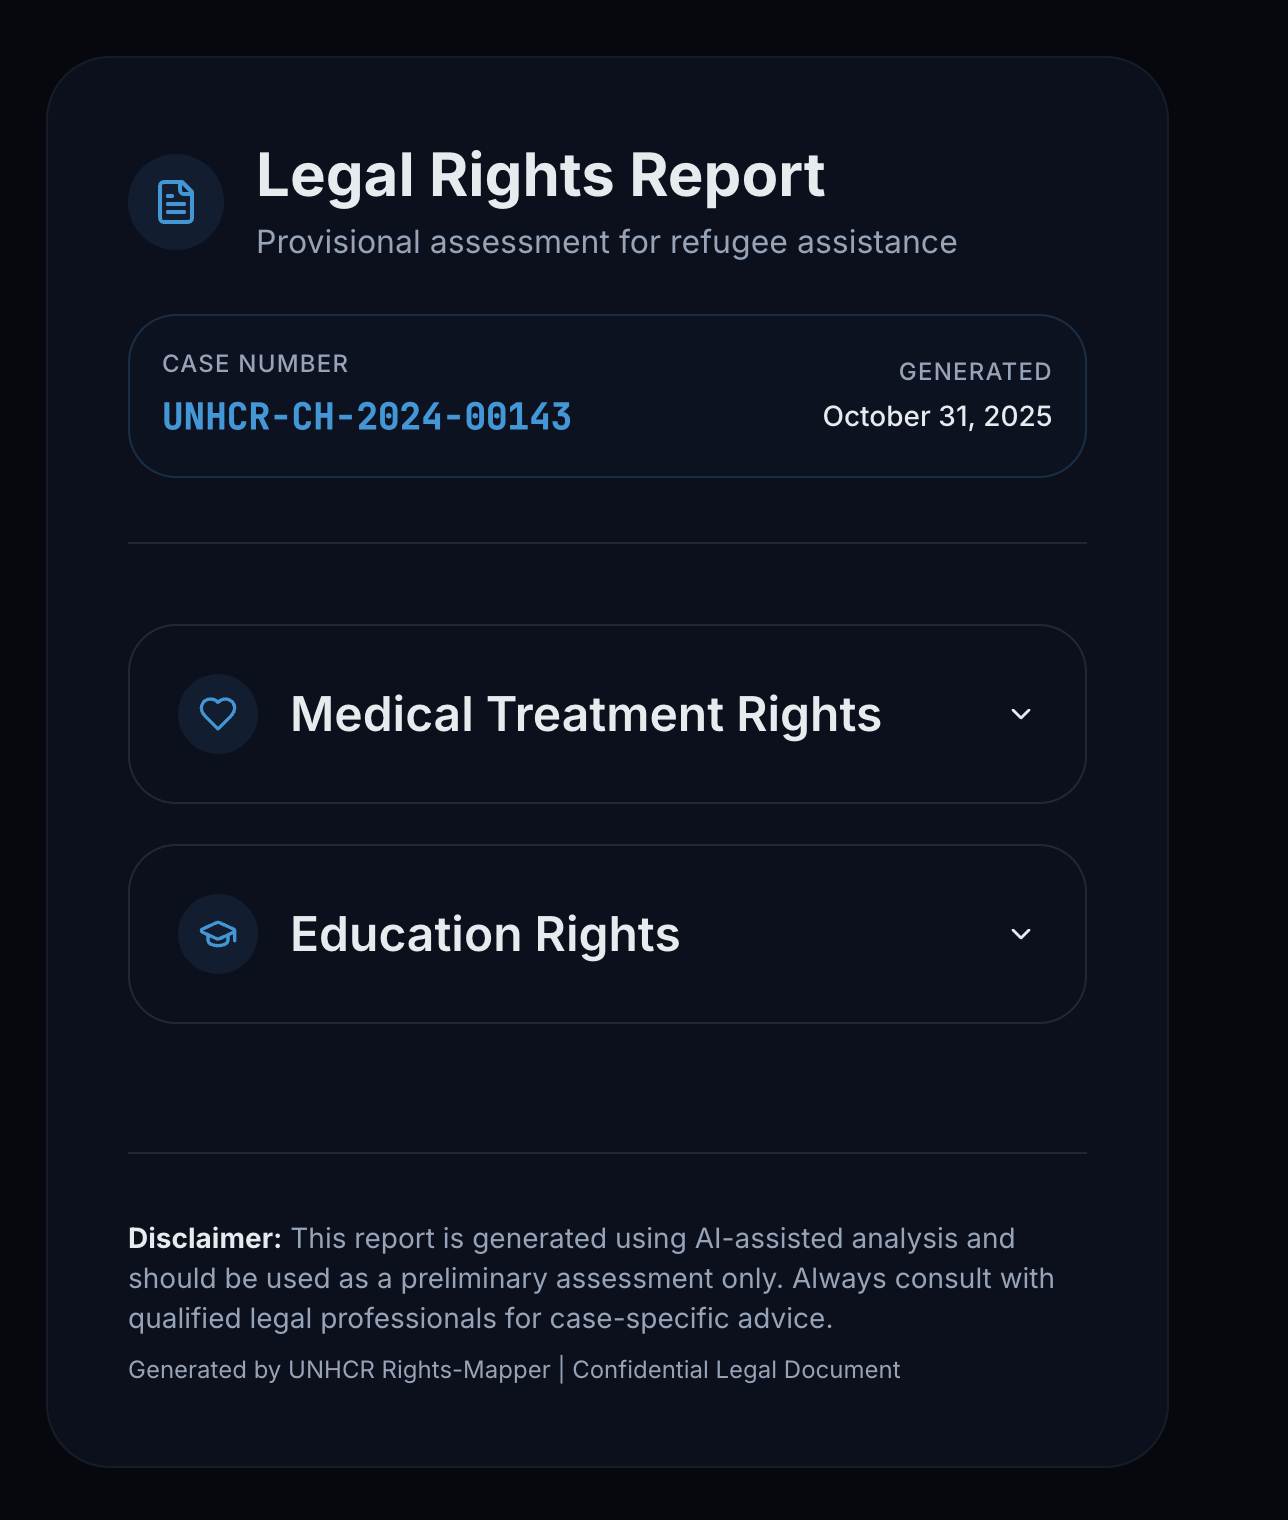 Legal Rights Report
Provisional assessment for refugee assistance
CASE NUMBER
UNHCR-CH-2024-00143
GENERATED
October 31, 2025
Medical Treatment Rights
Education Rights
Disclaimer: This report is generated using AI-assisted analysis and
should be used as a preliminary assessment only. Always consult with
qualified legal professionals for case-specific advice.
Generated by UNHCR Rights-Mapper | Confidential Legal Document